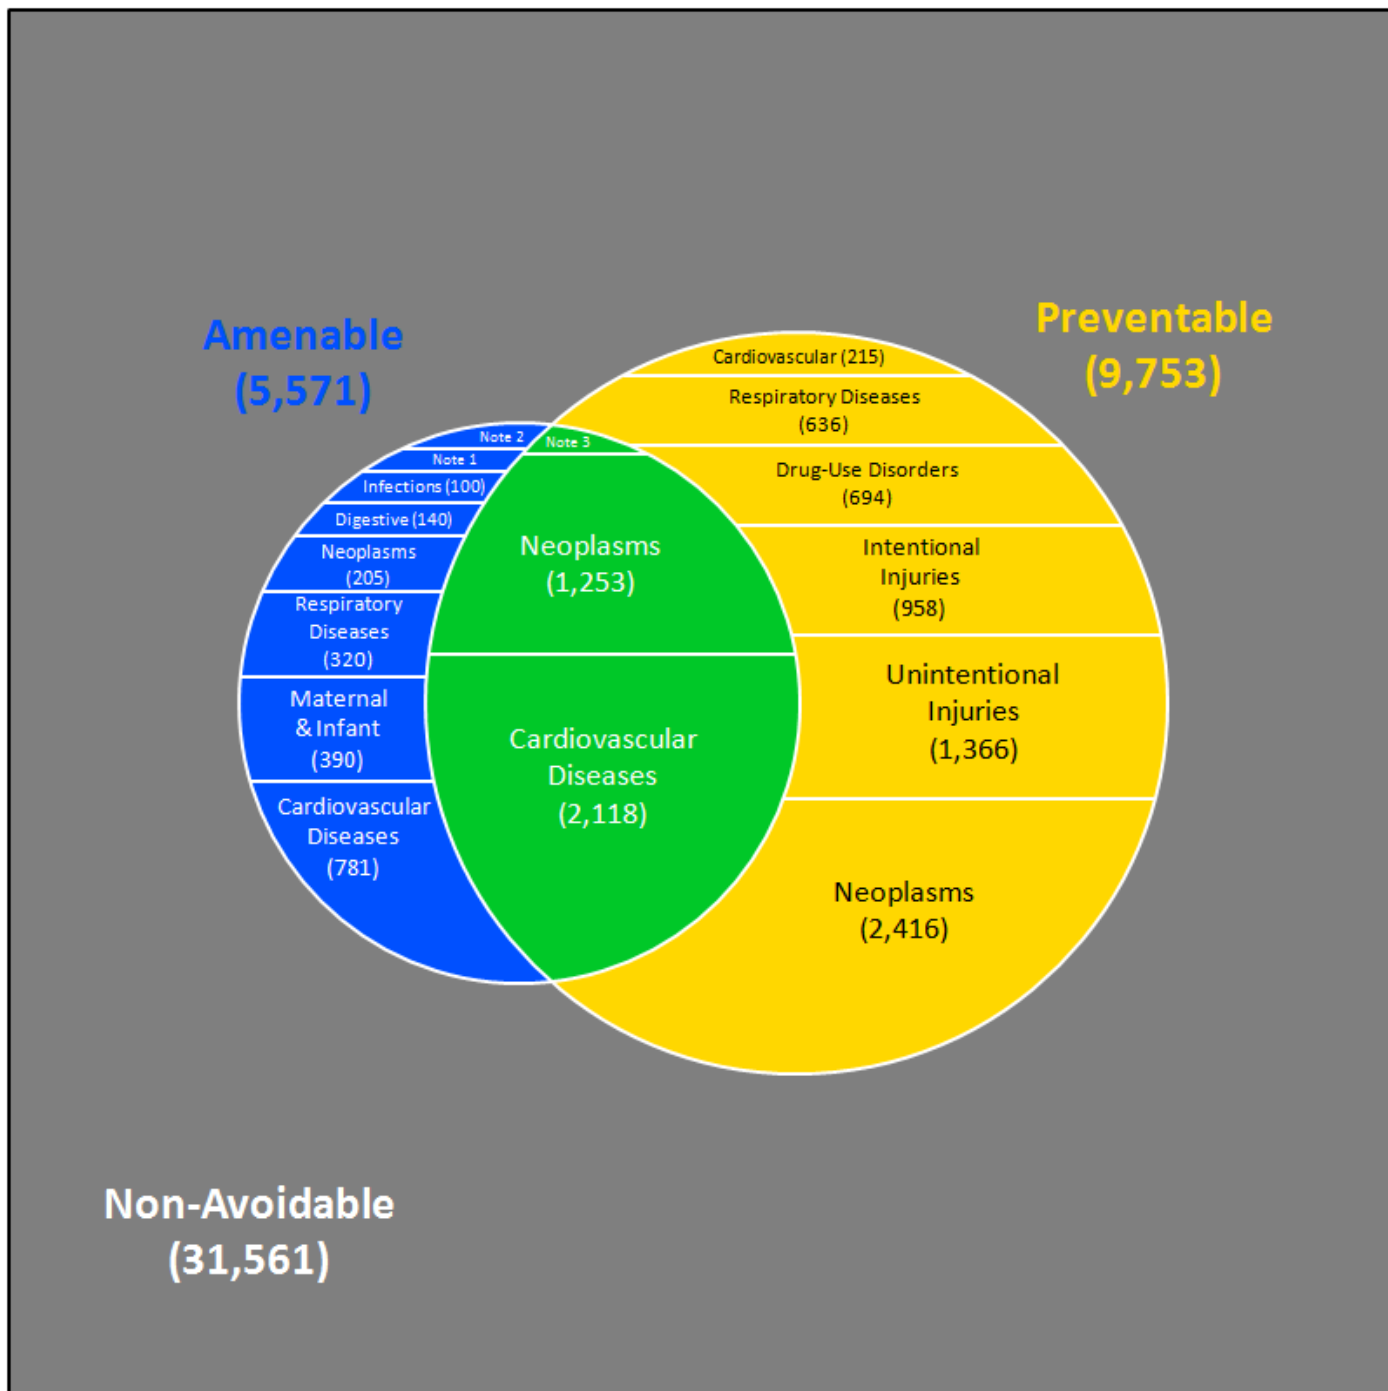 Amenable
(5,571)
Preventable
(9,753)
Note 2
Note 1
Infections (100)
Digestive (140)
Neoplasms
(205)
Respiratory
Diseases
(320)
Maternal
& Infant
(390)
Cardiovascular
Diseases
(781)
Note 3
Neoplasms
(1,253)
Cardiovascular
Diseases
(2,118)
Cardiovascular (215)
Respiratory Diseases
(636)
Drug-Use Disorders
(694)
Intentional
Injuries
(958)
Unintentional
Injuries
(1,366)
Neoplasms
(2,416)
Non-Avoidable
(31,561)